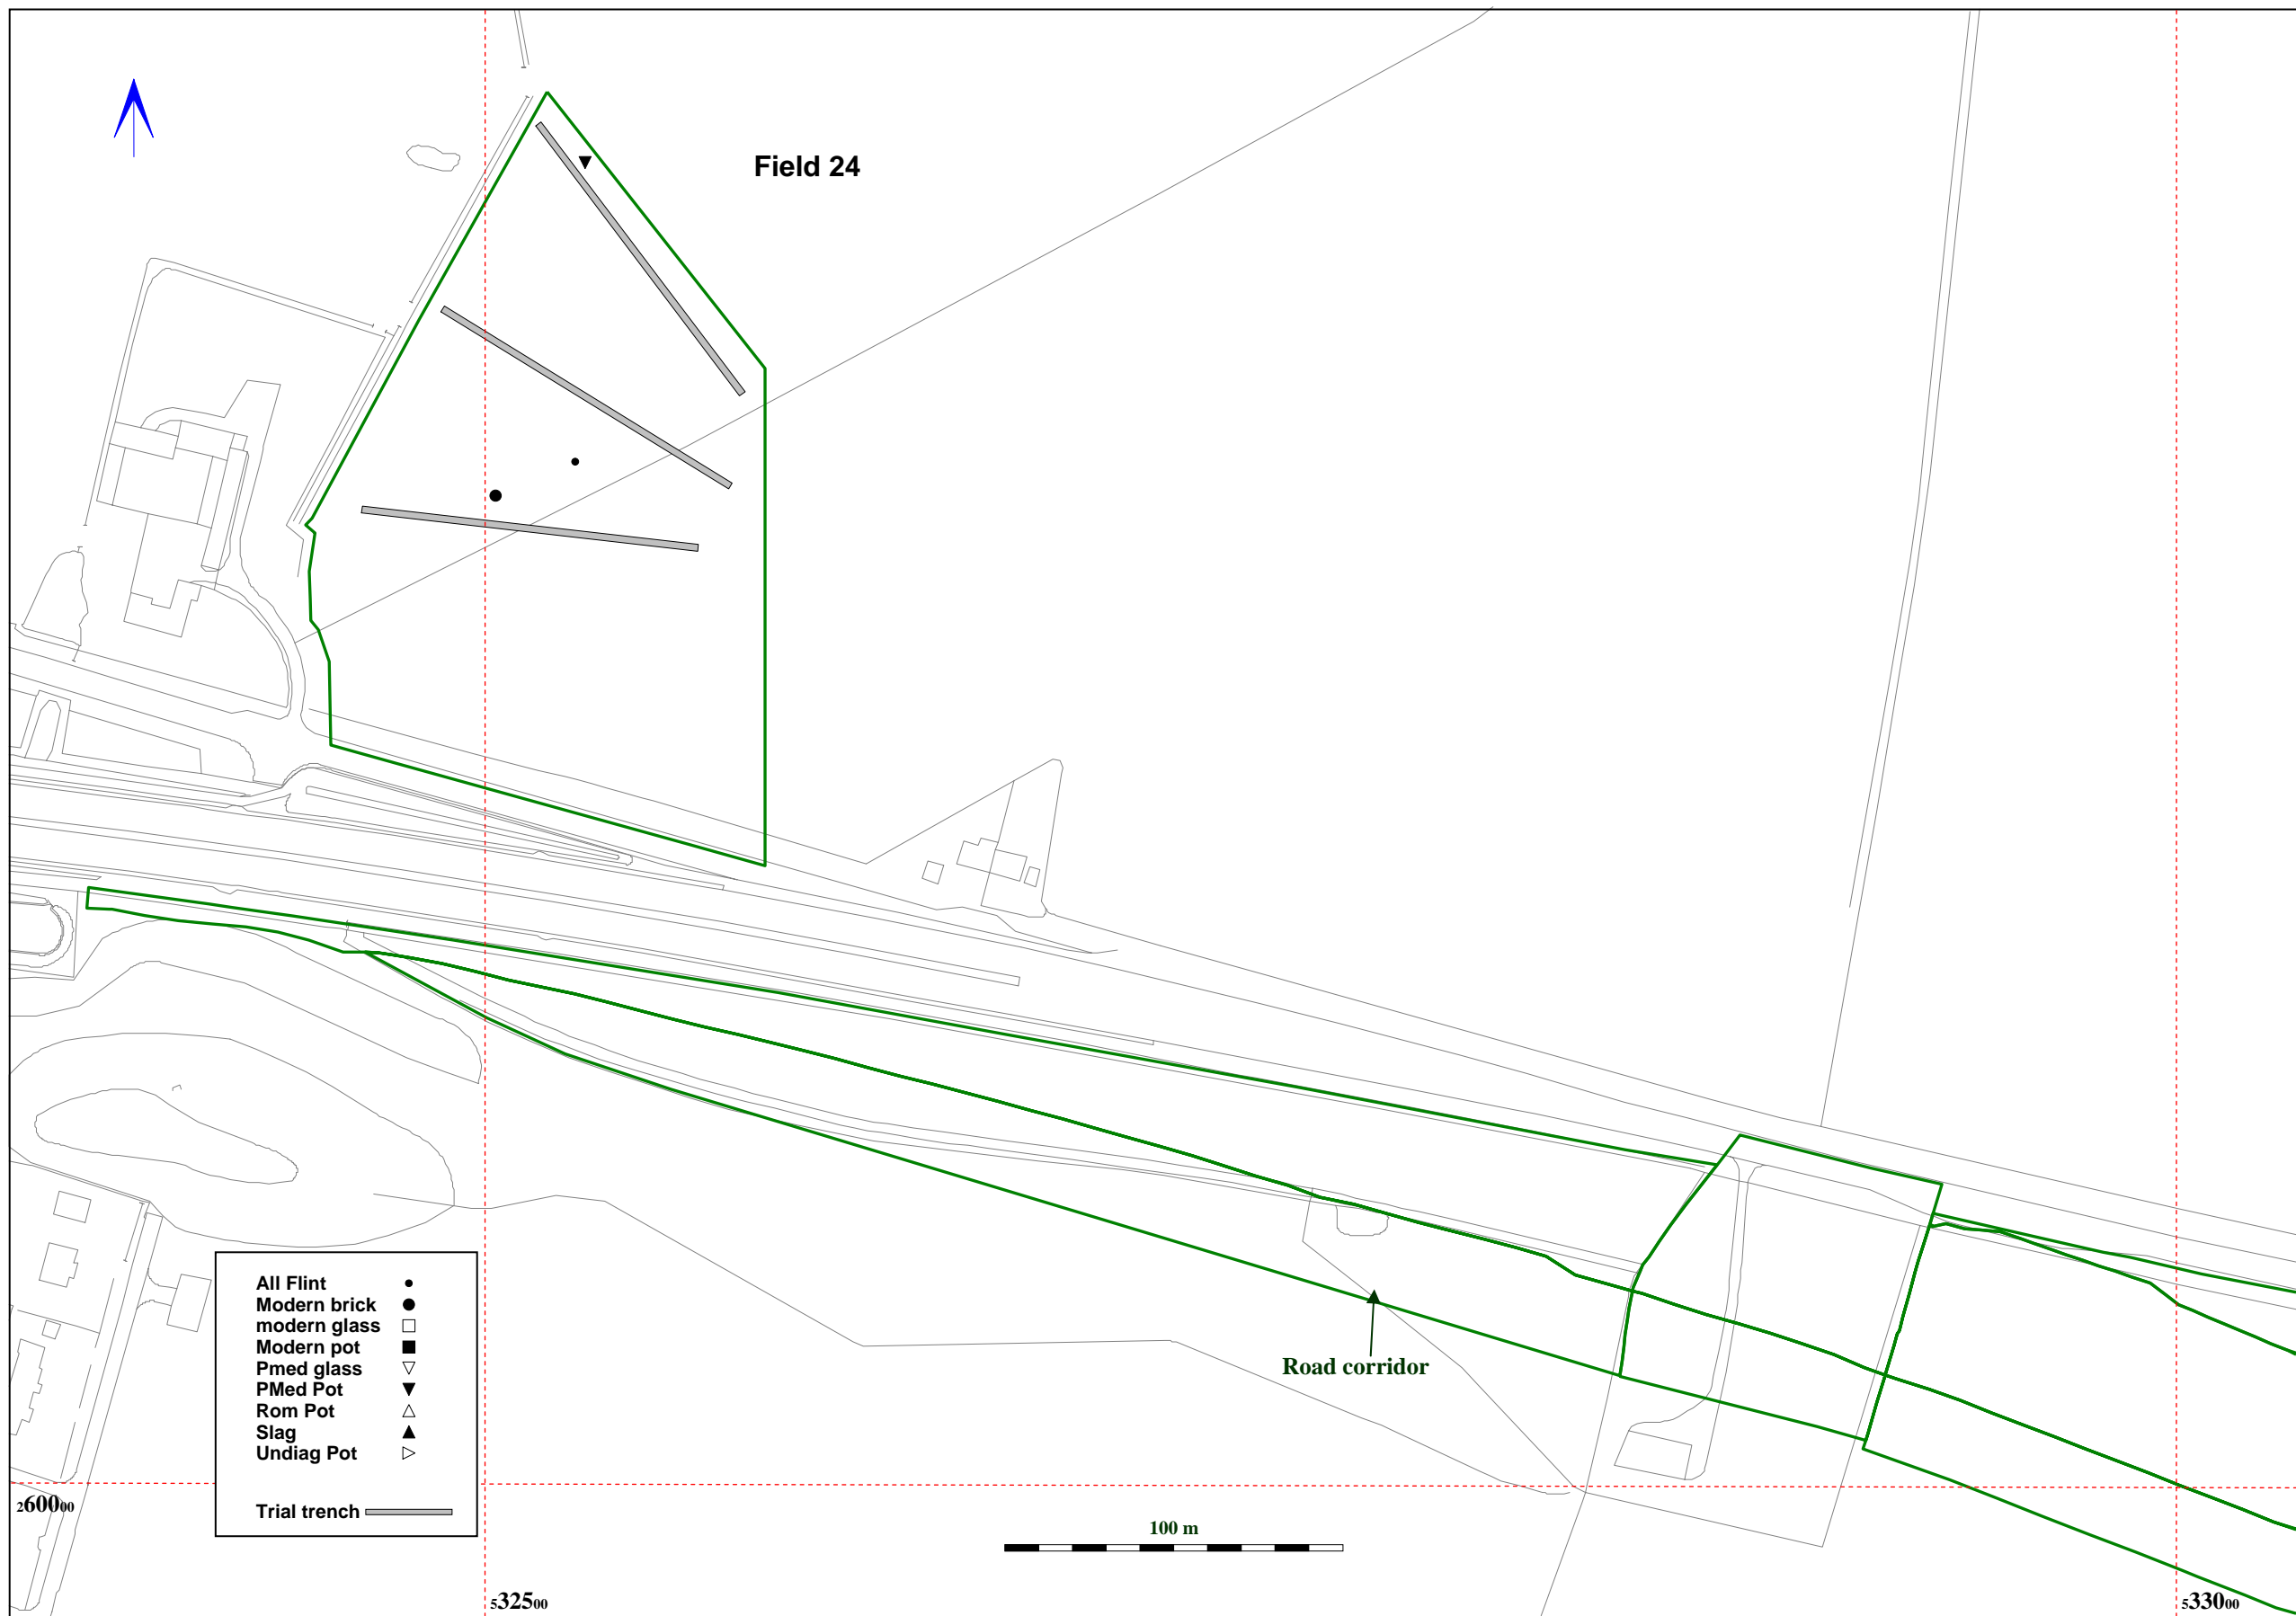 Field 24
Road corridor
All Flint
Modern brick
modern glass
Modern pot
Pmed glass
PMed Pot
Rom Pot
Slag
Undiag Pot
Trial trench
260000
100 m
532500
533000